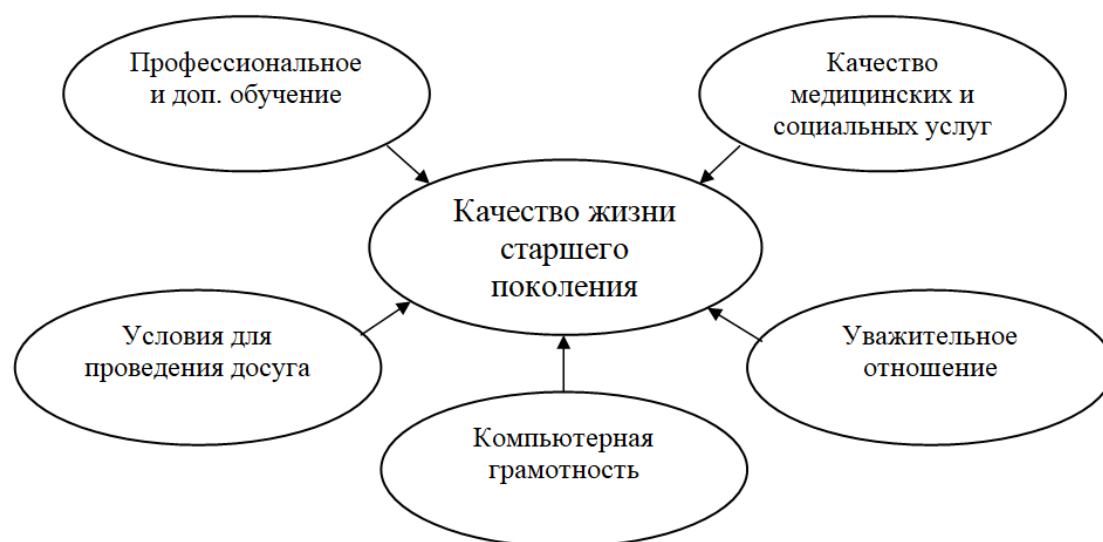 Профессиональное
и доп. обучение
Качество
медицинских и
социальных услуг
Качество жизни
старшего
поколения
Условия для
проведения досуга
Уважительное
отношение
Компьютерная
грамотность